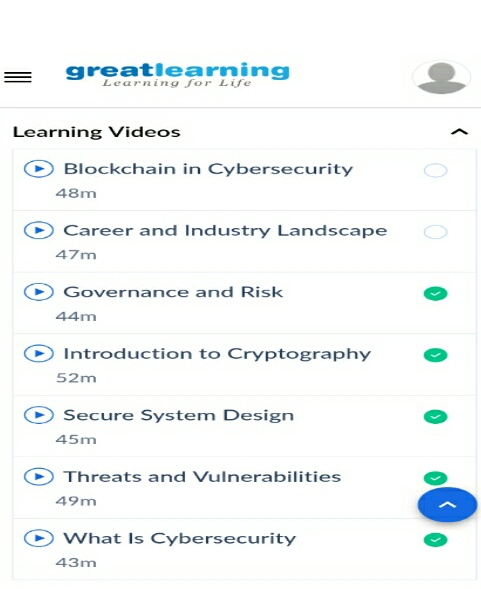 greatlearning
Learning for Life
Learning Videos
Blockchain in Cybersecurity
48m
Career and Industry Landscape
47m
Governance and Risk
44m
Introduction to Cryptography
52m
Secure System Design
45m
Threats and Vulnerabilities
49m
What Is Cybersecurity
43m